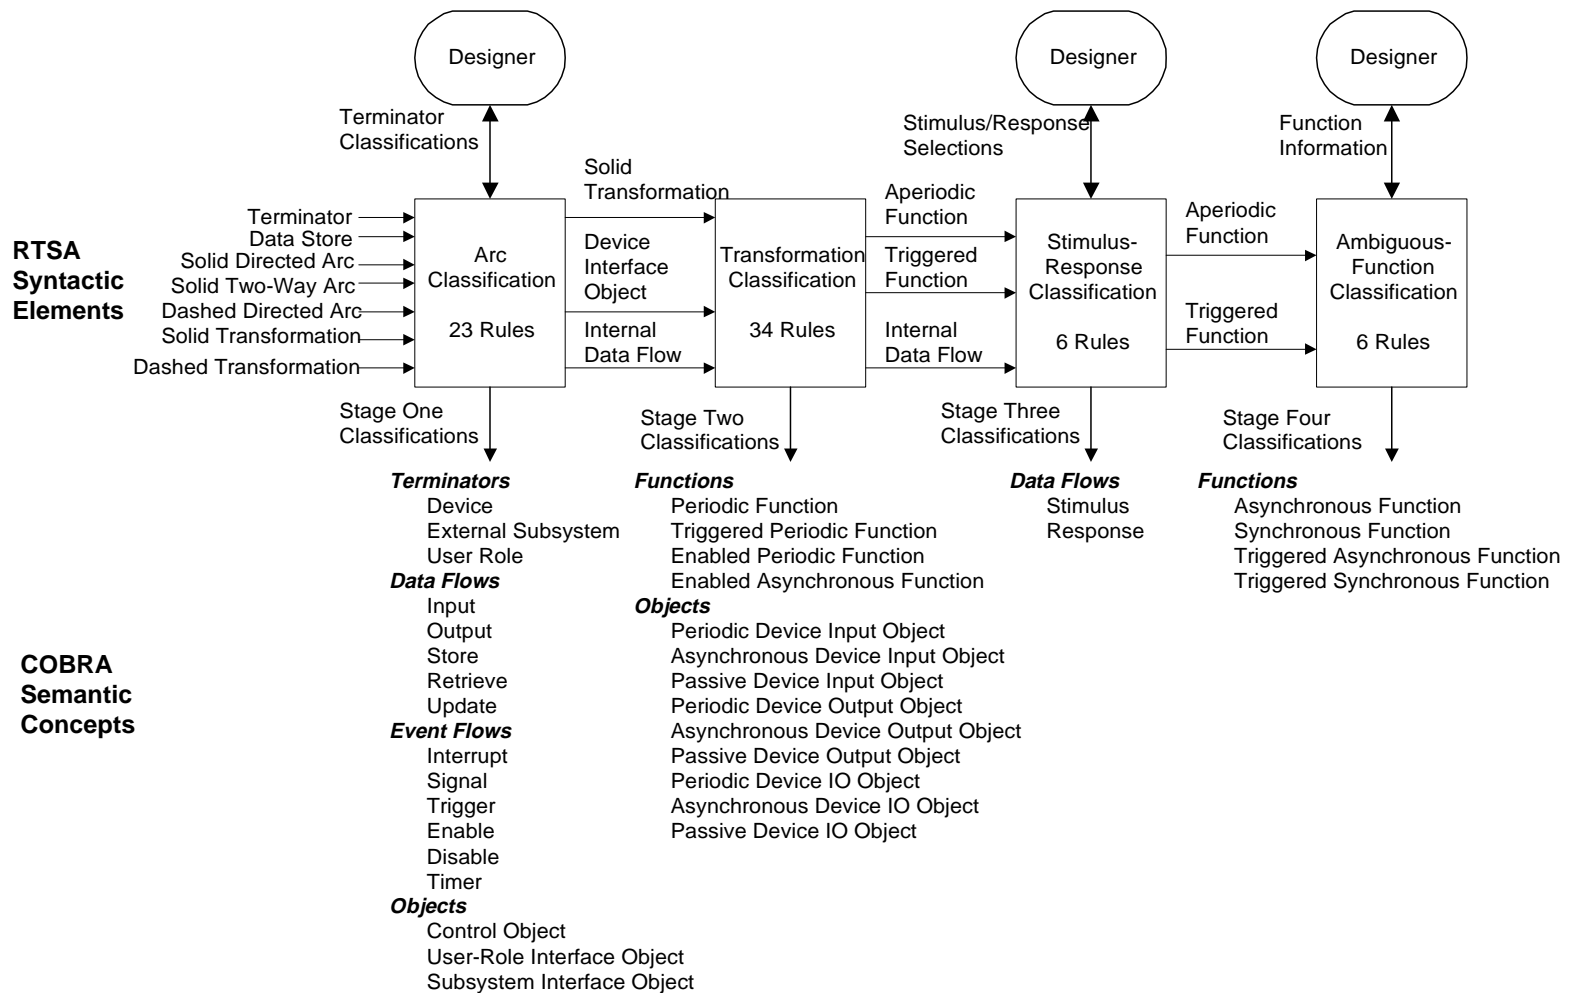 Designer
Designer
Designer
Terminator
Classifications
Stimulus/Response
Selections
Function
Information
RTSA
Syntactic
Elements
Terminator
Data Store
Solid Directed Arc
Solid Two-Way Arc
Dashed Directed Arc
Solid Transformation
Dashed Transformation
Arc
Classification
23 Rules
Solid
Transformation
Device
Interface
Object
Internal
Data Flow
Transformation
Classification
34 Rules
Aperiodic
Function
Triggered
Function
Internal
Data Flow
Stimulus-
Response
Classification
6 Rules
Aperiodic
Function
Triggered
Function
Ambiguous-
Function
Classification
6 Rules
Stage One
Classifications
Stage Two
Classifications
Stage Three
Classifications
Stage Four
Classifications
COBRA
Semantic
Concepts
Terminators
Device
External Subsystem
User Role
Data Flows
Input
Output
Store
Retrieve
Update
Event Flows
Interrupt
Signal
Trigger
Enable
Disable
Timer
Objects
Control Object
User-Role Interface Object
Subsystem Interface Object
Functions
Periodic Function
Triggered Periodic Function
Enabled Periodic Function
Enabled Asynchronous Function
Objects
Periodic Device Input Object
Asynchronous Device Input Object
Passive Device Input Object
Periodic Device Output Object
Asynchronous Device Output Object
Passive Device Output Object
Periodic Device IO Object
Asynchronous Device IO Object
Passive Device IO Object
Data Flows
Stimulus
Response
Functions
Asynchronous Function
Synchronous Function
Triggered Asynchronous Function
Triggered Synchronous Function